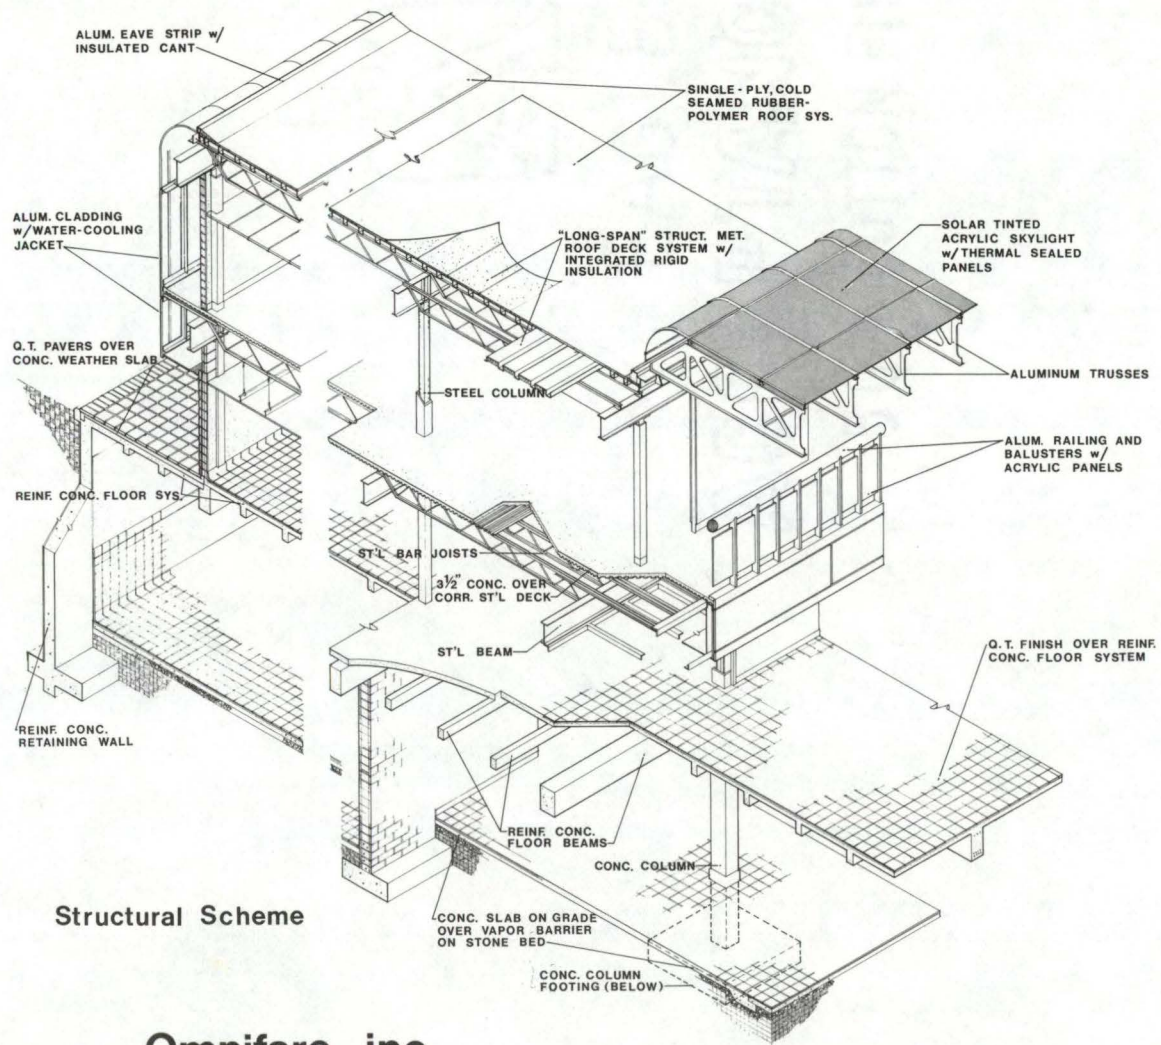 ALUM. EAVE STRIP w/
INSULATED CANT
SINGLE-PLY, COLD
SEAMED RUBBER-
POLYMER ROOF SYS.
ALUM. CLADDING
w/WATER-COOLING
JACKET
"LONG-SPAN" STRUCT. MET.
ROOF DECK SYSTEM w/
INTEGRATED RIGID
INSULATION
SOLAR TINTED
ACRYLIC SKYLIGHT
w/THERMAL SEALED
PANELS
Q.T. PAVERS OVER
CONC. WEATHER SLAB
STEEL COLUMN
ALUMINUM TRUSSES
ALUM. RAILING AND
BALUSTERS w/
ACRYLIC PANELS
REINF. CONC. FLOOR SYS.
ST'L BAR JOISTS
3½" CONC. OVER
CORR. ST'L DECK
ST'L BEAM
Q.T. FINISH OVER REINF.
CONC. FLOOR SYSTEM
REINF. CONC.
RETAINING WALL
REINF. CONC.
FLOOR BEAMS
CONC. COLUMN
Structural Scheme
CONC. SLAB ON GRADE
OVER VAPOR BARRIER
ON STONE BED
CONC. COLUMN
FOOTING (BELOW)